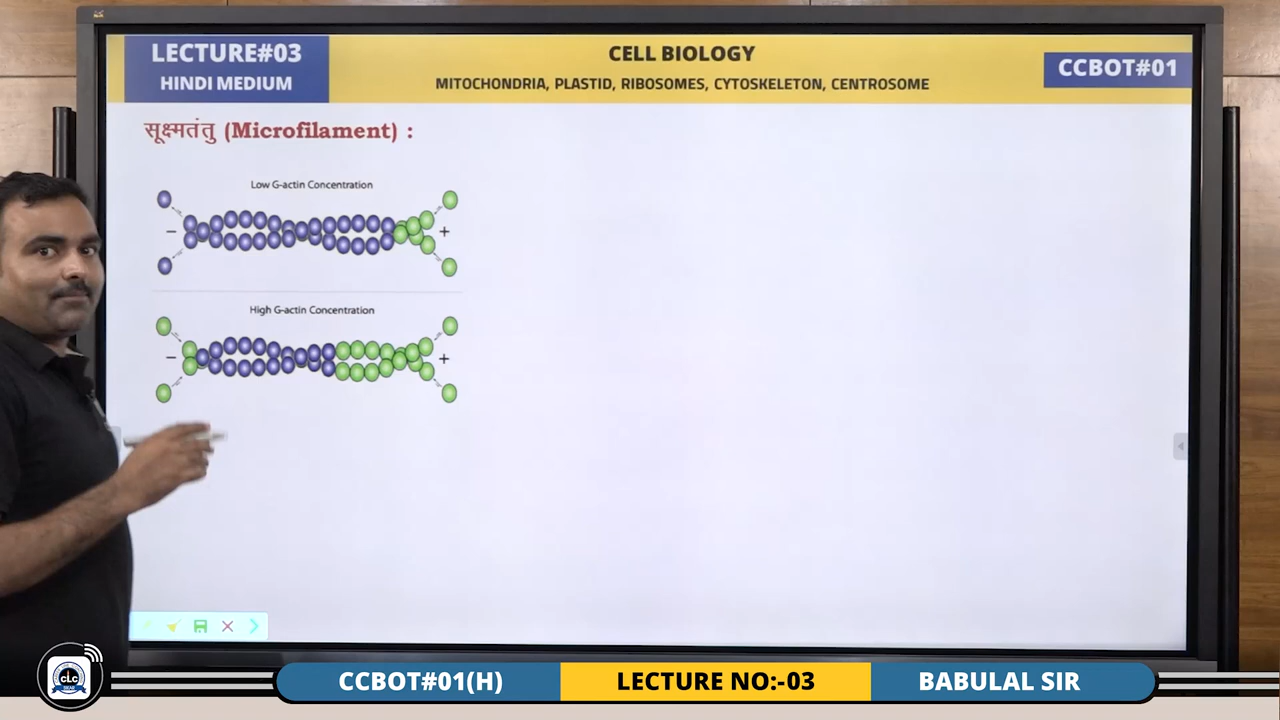 LECTURE#03
HINDI MEDIUM
CELL BIOLOGY
MITOCHONDRIA, PLASTID, RIBOSOMES, CYTOSKELETON, CENTROSOME
CCBOT#01
सूक्ष्मतंतु (Microfilament) :
Low G-actin Concentration
−
+
High G-actin Concentration
−
+
CLC
CCBOT#01(H)
LECTURE NO:-03
BABULAL SIR